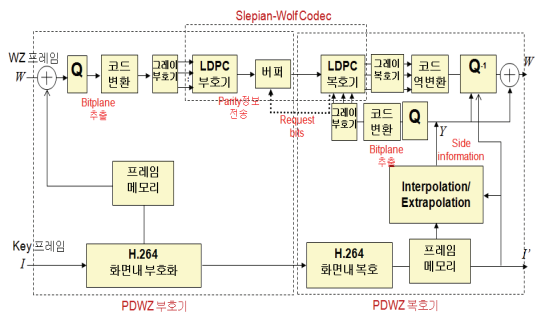 Slepian-Wolf Codec
WZ 프레임
W
Q
코드
변환
그레이
부호기
LDPC
부호기
버퍼
LDPC
복호기
그레이
복호기
코드
역변환
Q-1
W'
Bitplane
추출
Parity정보
전송
Request
bits
그레이
부호기
코드
변환
Q
Bitplane
추출
Y
Side
information
프레임
메모리
Interpolation/
Extrapolation
Key 프레임
I
H.264
화면내 부호화
H.264
화면내 복호
프레임
메모리
I'
PDWZ 부호기
PDWZ 복호기